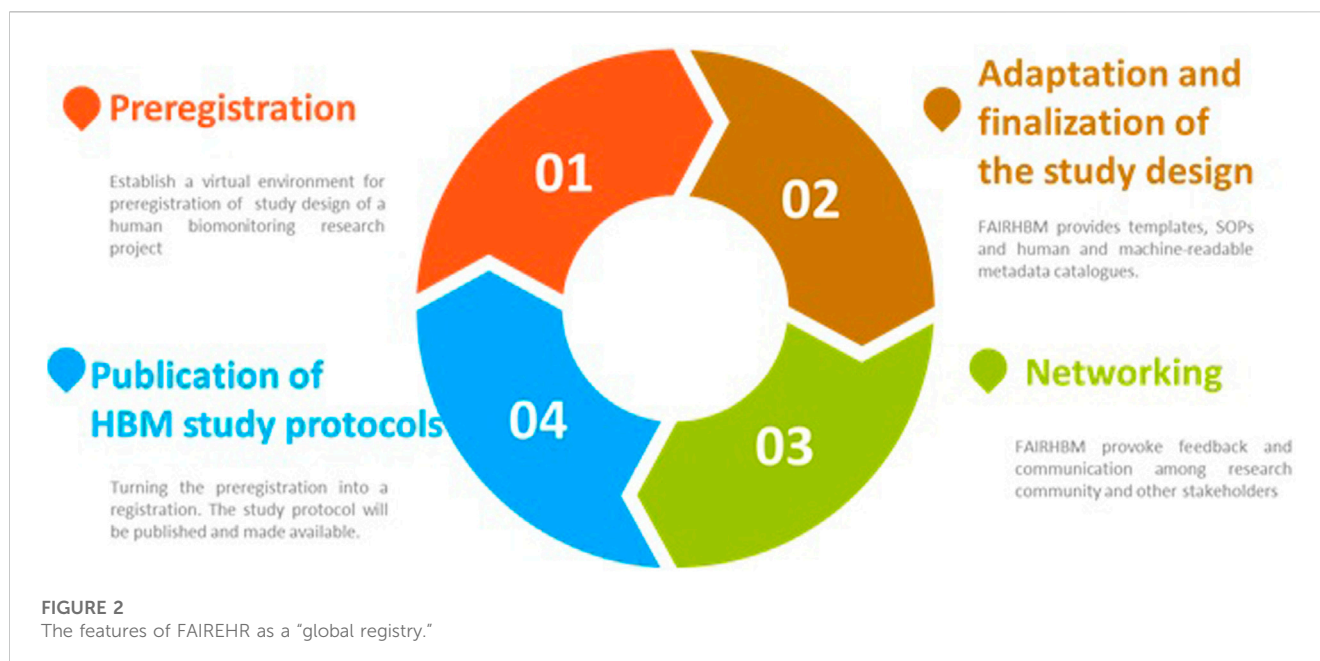 Preregistration
Establish a virtual environment for
preregistration of study design of a
human biomonitoring research
project
01
Adaptation and
finalization of
the study design
FAIRHBM provides templates, SOPs
and human and machine-readable
metadata catalogues.
02
Networking
FAIRHBM provoke feedback and
communication among research
community and other stakeholders
03
Publication of
HBM study protocols
Turning the preregistration into a
registration. The study protocol will
be published and made available.
04
FIGURE 2
The features of FAIREHR as a “global registry.”